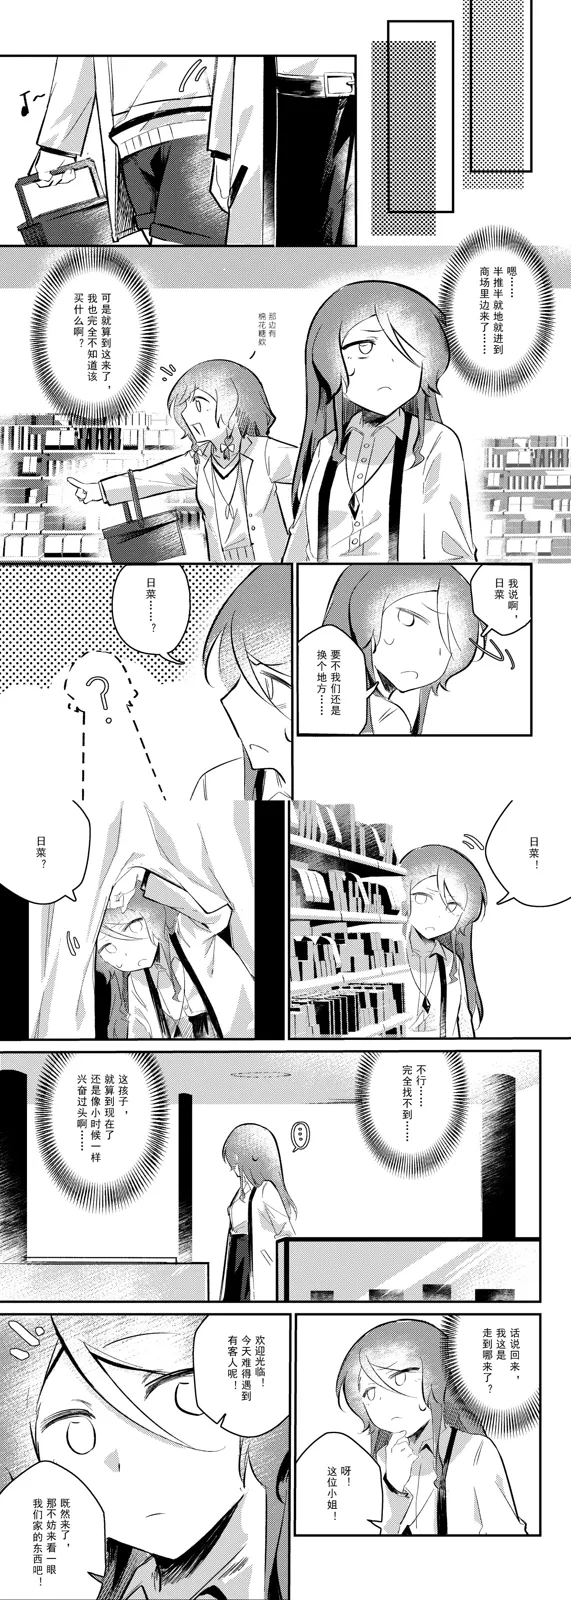 嗯……
半推半就地就进到
商场里边来了……
那边有
棉花糖欸
可是就算到这来了，
我也完全不知道该
买什么啊？
我说啊，
日菜
要不我们还是
换个地方……
日菜……？
？
日菜！
日菜？
不行……
完全找不到……
这孩子，
就算到现在了
还是像小时候一样
兴奋过头啊……
话说回来，
我这是
走到哪来了？
呀！
这位小姐！
欢迎光临！
今天难得遇到
有客人呢！
既然来了，
那不妨来看一眼
我们家的东西吧！